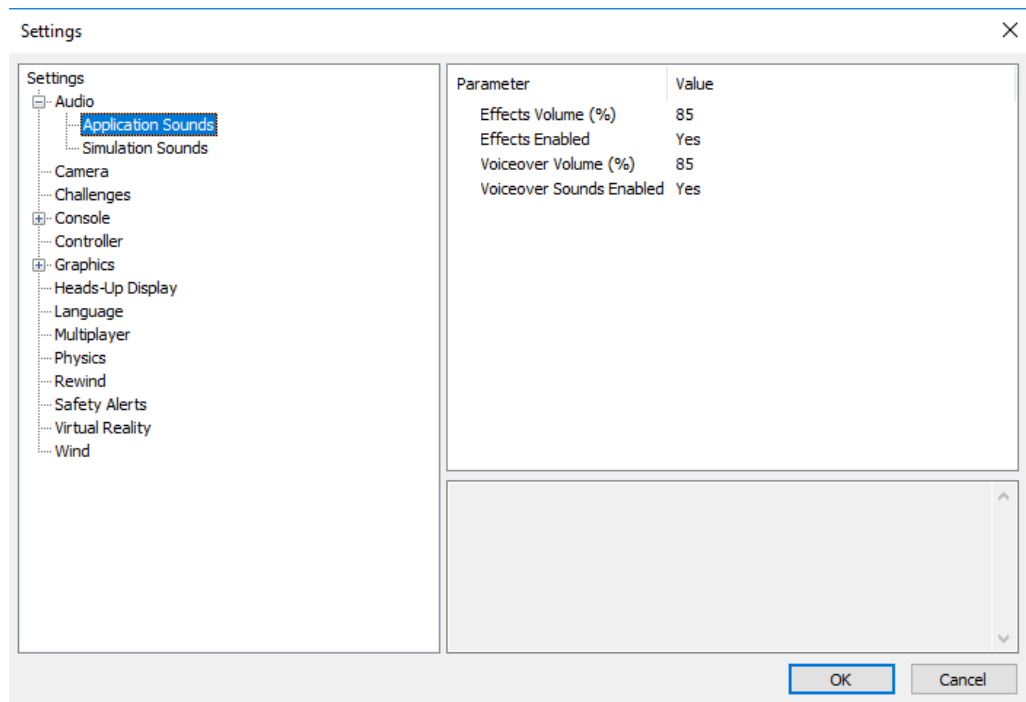 Settings
Settings
Audio
Application Sounds
Simulation Sounds
Camera
Challenges
Console
Controller
Graphics
Heads-Up Display
Language
Multiplayer
Physics
Rewind
Safety Alerts
Virtual Reality
Wind
Parameter Value
Effects Volume (%) 85
Effects Enabled Yes
Voiceover Volume (%) 85
Voiceover Sounds Enabled Yes
OK Cancel